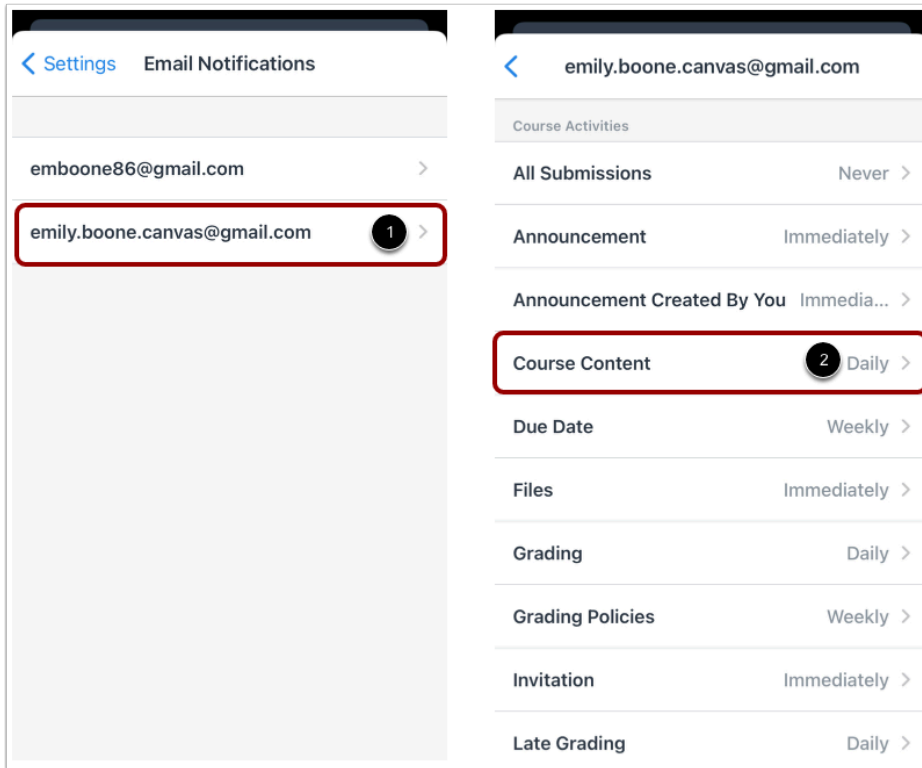 Settings Email Notifications
emboone86@gmail.com
emily.boone.canvas@gmail.com 1
emily.boone.canvas@gmail.com
Course Activities
All Submissions Never
Announcement Immediately
Announcement Created By You Immedia...
Course Content 2 Daily
Due Date Weekly
Files Immediately
Grading Daily
Grading Policies Weekly
Invitation Immediately
Late Grading Daily